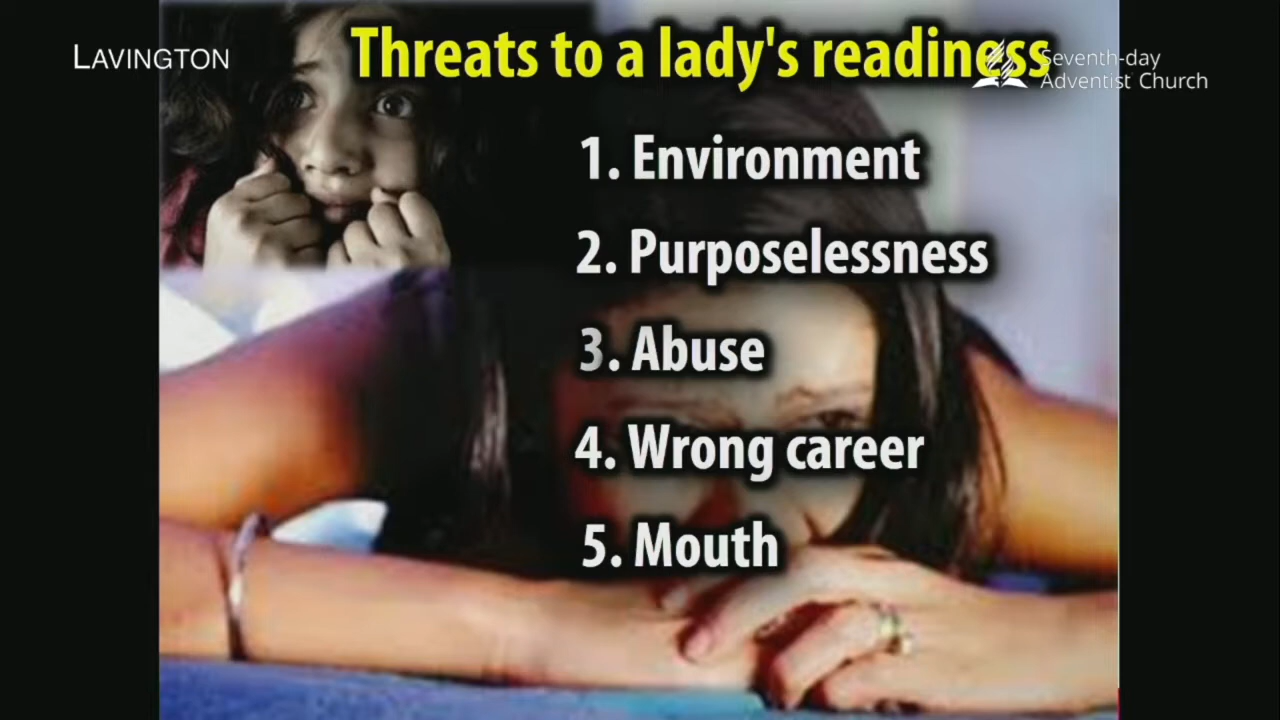 LAVINGTON
Threats to a lady's readiness
Seventh-day
Adventist Church
1. Environment
2. Purposelessness
3. Abuse
4. Wrong career
5. Mouth